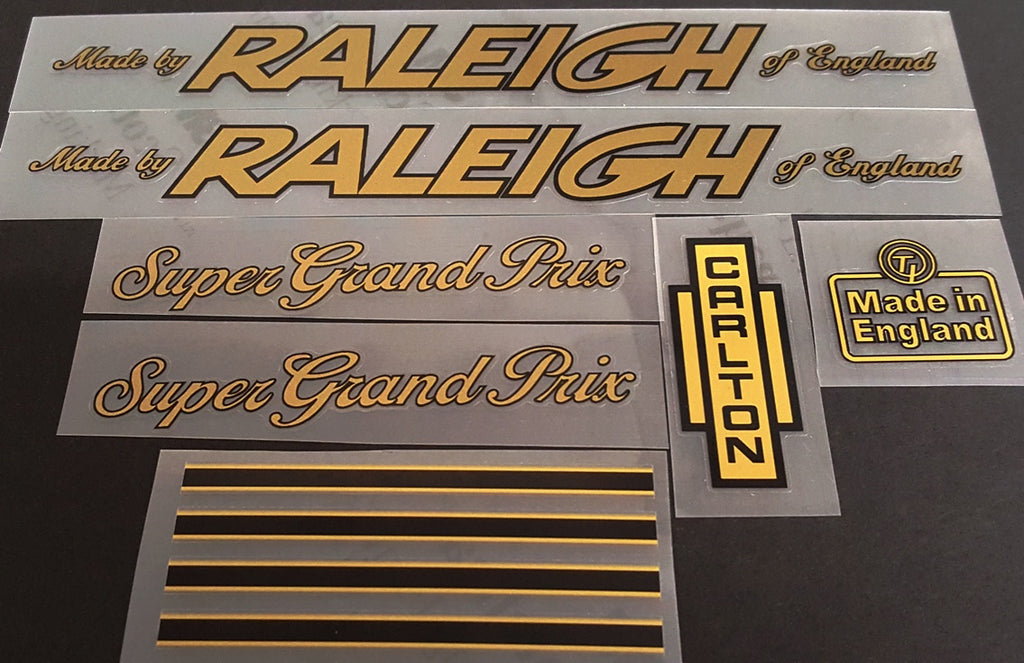 Made by RALEIGH of England
Made by RALEIGH of England
Super Grand Prix
Super Grand Prix
CARLTON
TI
Made in
England